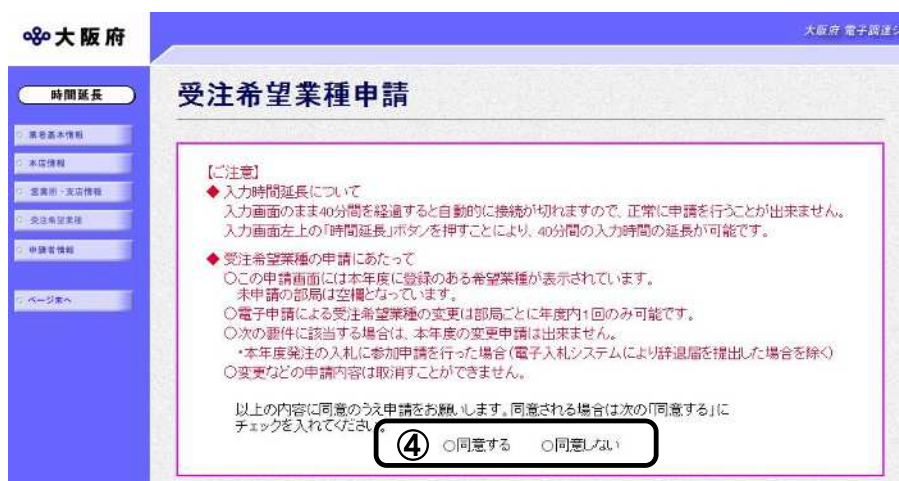 大阪府
大阪府 電子調達シ
時間延長
業者基本情報
本店情報
営業所・支店情報
受注希望業種
申請者情報
ページ末へ
受注希望業種申請
【ご注意】
◆ 入力時間延長について
入力画面のまま40分間を経過すると自動的に接続が切れますので、正常に申請を行うことが出来ません。
入力画面左上の「時間延長」ボタンを押すことにより、40分間の入力時間の延長が可能です。
◆ 受注希望業種の申請にあたって
○この申請画面には本年度に登録のある希望業種が表示されています。
未申請の部局は空欄となっています。
○電子申請による受注希望業種の変更は部局ごとに年度内1回のみ可能です。
○次の要件に該当する場合は、本年度の変更申請は出来ません。
・本年度発注の入札に参加申請を行った場合(電子入札システムにより辞退届を提出した場合を除く)
○変更などの申請内容は取消すことができません。
以上の内容に同意のうえ申請をお願いします。同意される場合は次の「同意する」に
チェックを入れてください。
④ ○同意する ○同意しない